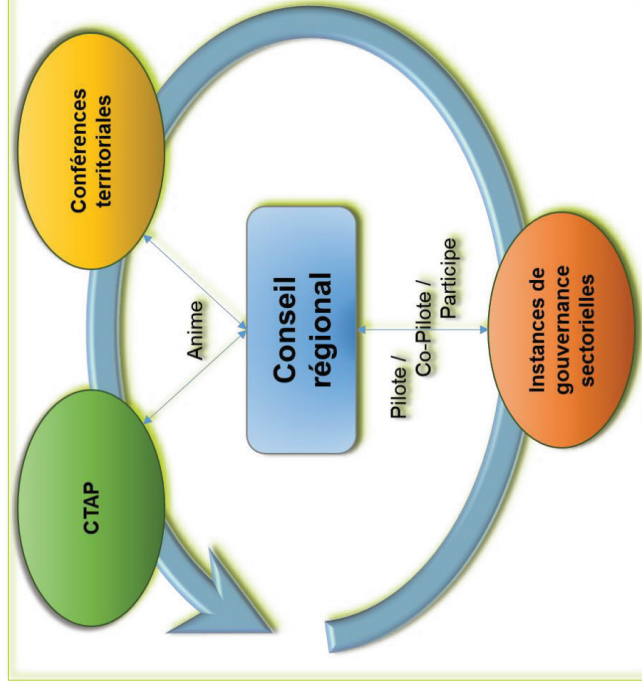 CTAP
Conférences
territoriales
Anime
Conseil
régional
Pilote /
Co-Pilote /
Participe
Instances de
gouvernance
sectorielles